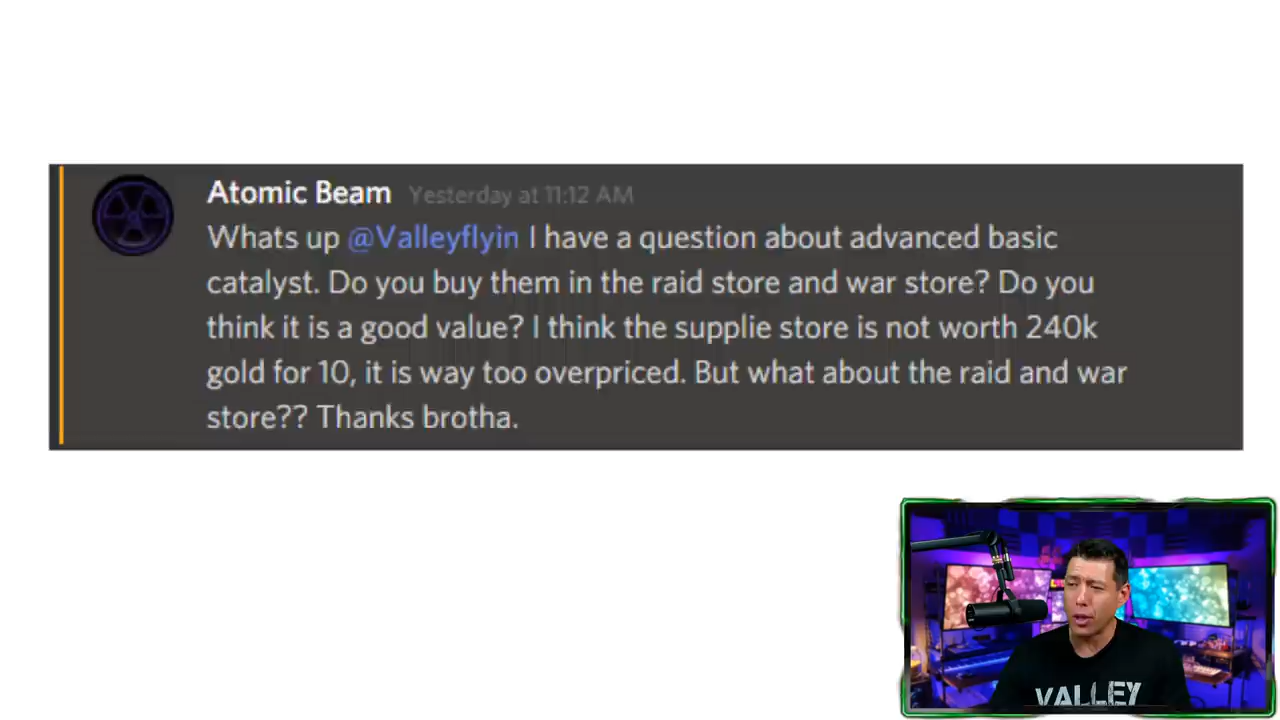 Atomic Beam Yesterday at 11:12 AM
Whats up @Valleyflyin I have a question about advanced basic
catalyst. Do you buy them in the raid store and war store? Do you
think it is a good value? I think the supplie store is not worth 240k
gold for 10, it is way too overpriced. But what about the raid and war
store?? Thanks brotha.
VALLEY